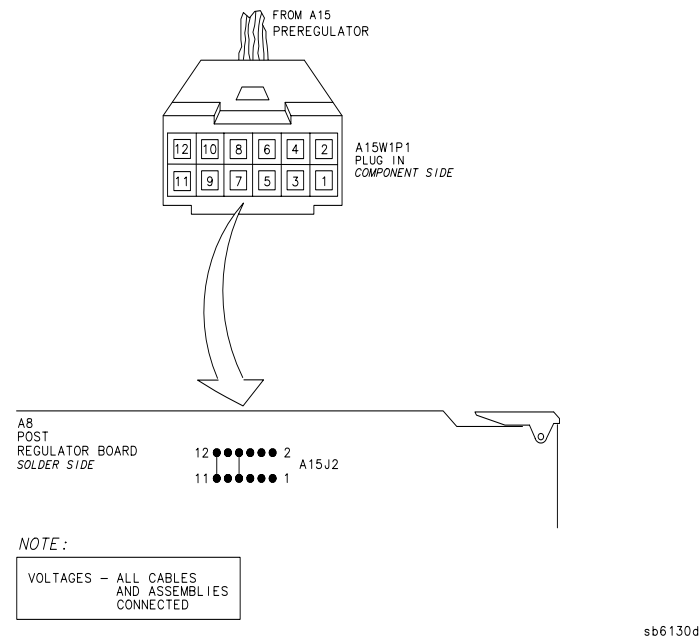 FROM A15
PREREGULATOR
12 10 8 6 4 2
11 9 7 5 3 1
A15W1P1
PLUG IN
COMPONENT SIDE
A8
POST
REGULATOR BOARD
SOLDER SIDE
12 2
A15J2
11 1
NOTE:
VOLTAGES – ALL CABLES
AND ASSEMBLIES
CONNECTED
sb6130d